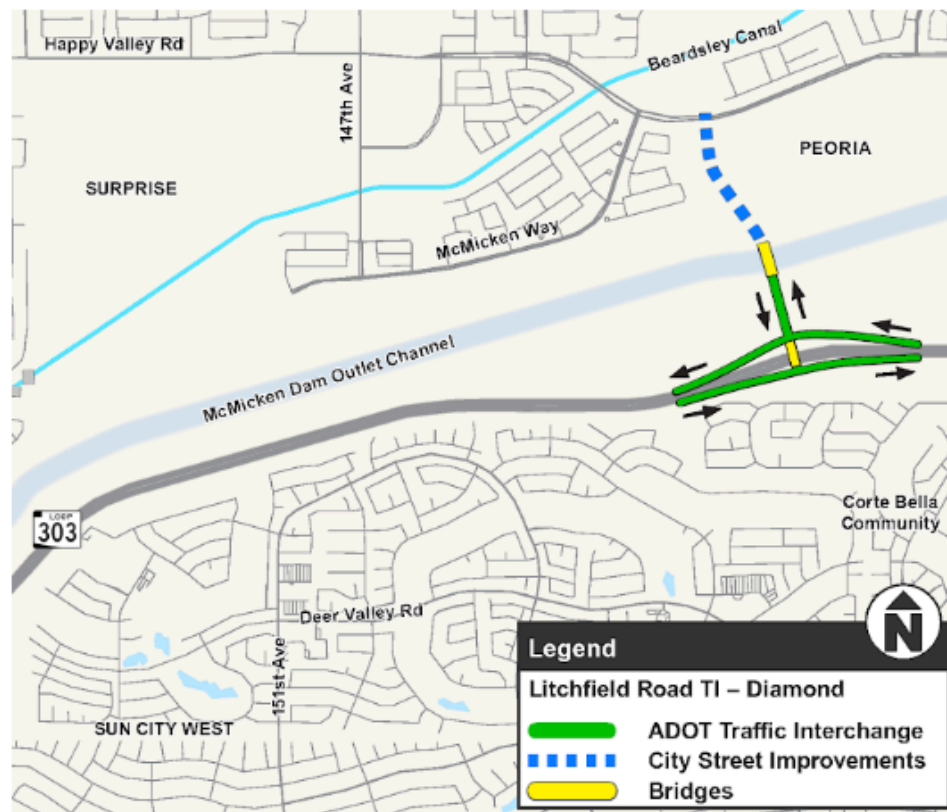 Happy Valley Rd
Beardsley Canal
147th Ave
PEORIA
SURPRISE
McMicken Way
McMicken Dam Outlet Channel
LOOP
303
Corte Bella
Community
Deer Valley Rd
151st Ave
SUN CITY WEST
N
Legend
Litchfield Road TI – Diamond
ADOT Traffic Interchange
City Street Improvements
Bridges